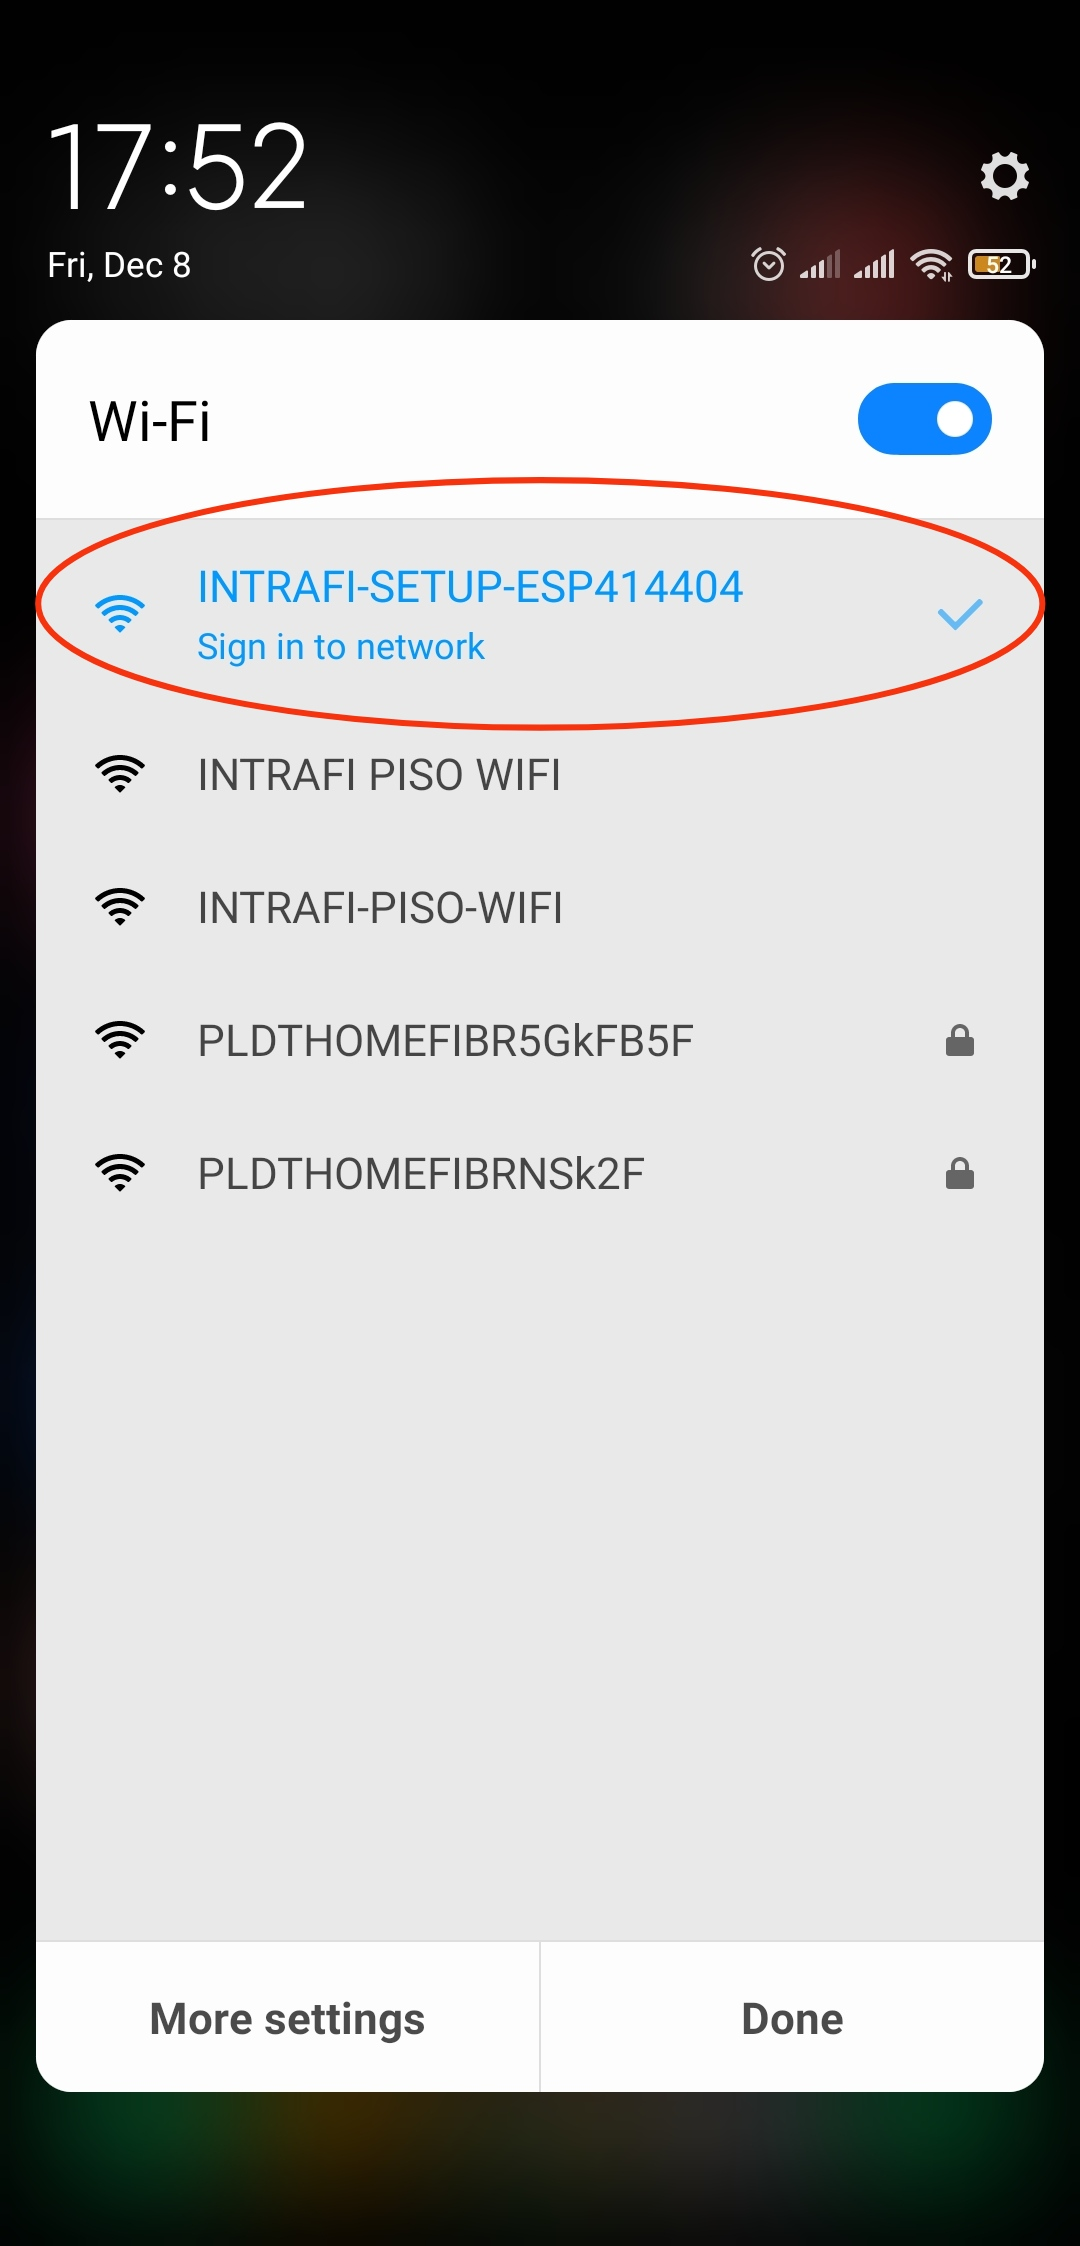 17:52
Fri, Dec 8
52
Wi-Fi
INTRAFI-SETUP-ESP414404
Sign in to network
INTRAFI PISO WIFI
INTRAFI-PISO-WIFI
PLDTHOMEFIBR5GkFB5F
PLDTHOMEFIBRNSk2F
More settings
Done